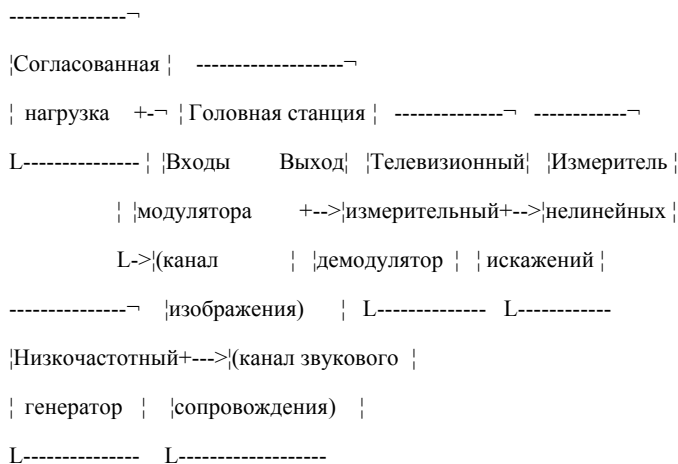 ---------------¬
¦Согласованная ¦ -------------------¬
¦ нагрузка +-¬ ¦ Головная станция ¦ --------------¬ ------------¬
L--------------- ¦ ¦Входы Выход¦ ¦Телевизионный¦ ¦Измеритель ¦
¦ ¦модулятора +-->¦измерительный+-->¦нелинейных ¦
L->¦(канал ¦ ¦демодулятор ¦ ¦ искажений ¦
---------------¬ ¦изображения) ¦ L-------------- L------------
¦Низкочастотный+--->¦(канал звукового ¦
¦ генератор ¦ ¦сопровождения) ¦
L--------------- L-------------------